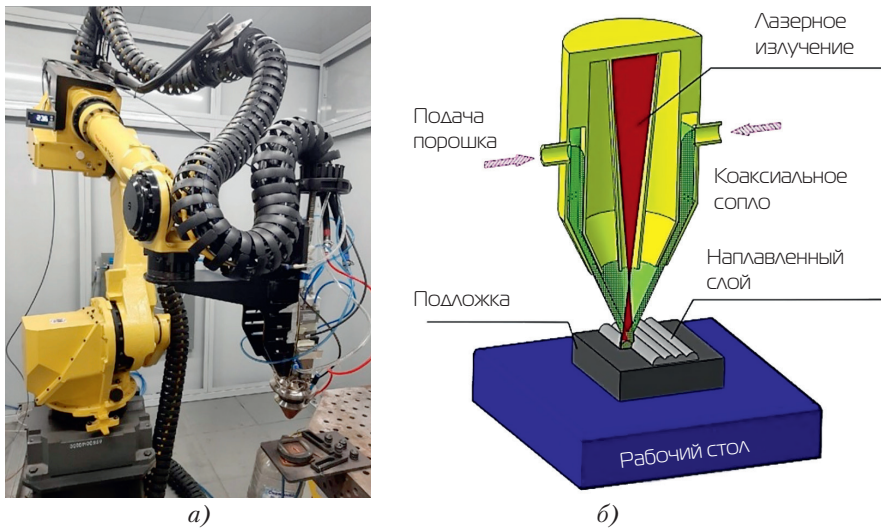 Лазерное
излучение
Подача
порошка
Коаксиальное
сопло
Наплавленный
слой
Подложка
Рабочий стол
а)
б)